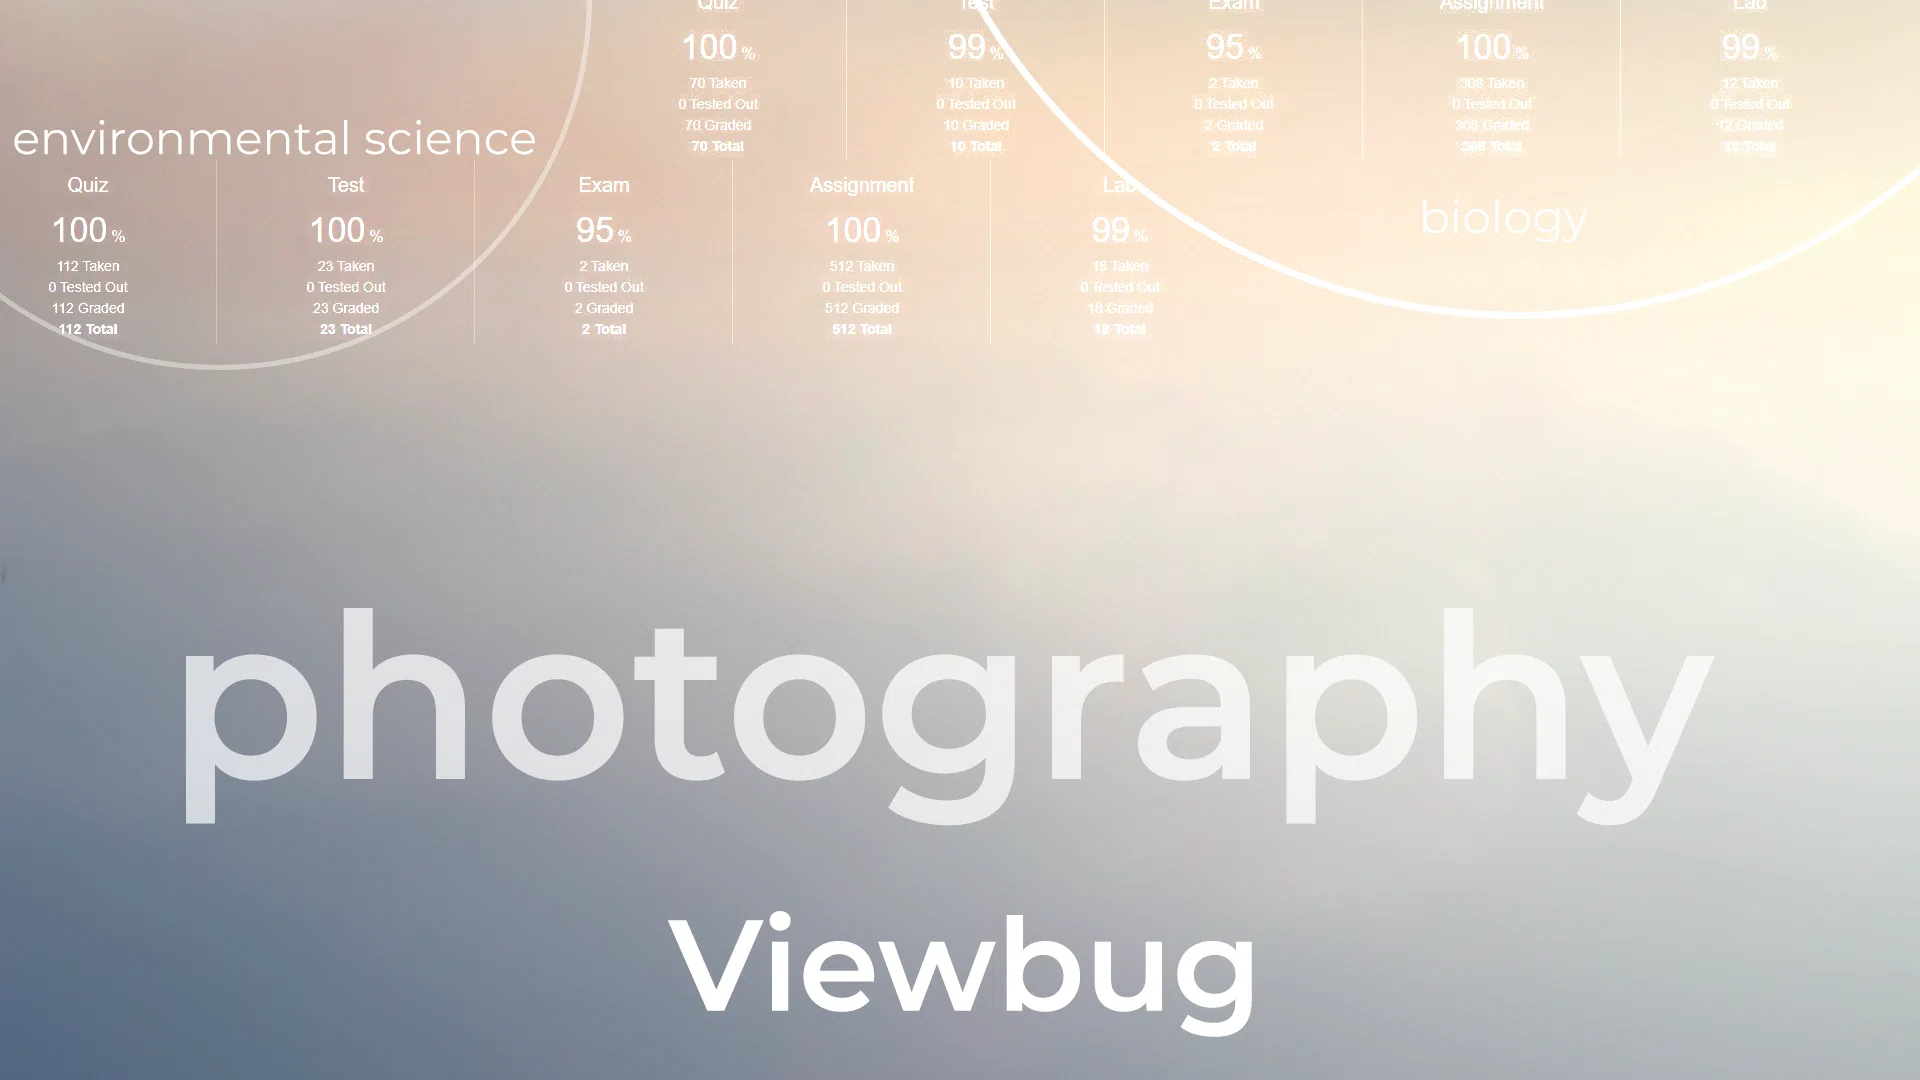 Quiz Test Exam Assignment Lab
100 % 99 % 95 % 100 % 99 %
70 Taken 10 Taken 2 Taken 308 Taken 12 Taken
0 Tested Out 0 Tested Out 0 Tested Out 0 Tested Out 0 Tested Out
70 Graded 10 Graded 2 Graded 308 Graded 12 Graded
70 Total 10 Total 2 Total 308 Total 12 Total
environmental science
Quiz Test Exam Assignment Lab
100 % 100 % 95 % 100 % 99 %
112 Taken 23 Taken 2 Taken 512 Taken 18 Taken
0 Tested Out 0 Tested Out 0 Tested Out 0 Tested Out 0 Tested Out
112 Graded 23 Graded 2 Graded 512 Graded 18 Graded
112 Total 23 Total 2 Total 512 Total 18 Total
biology
photography
Viewbug